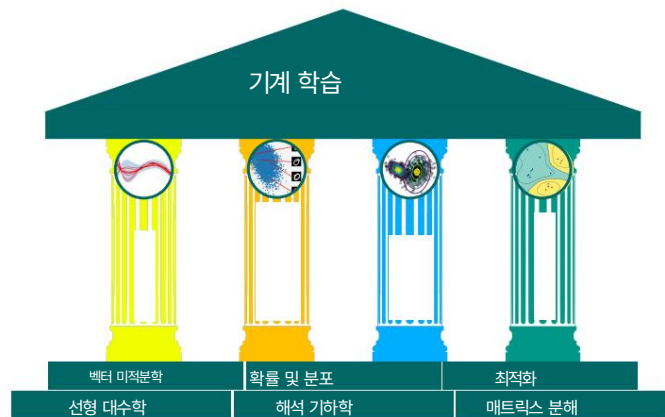 기계 학습
벡터 미적분학
확률 및 분포
최적화
선형 대수학
해석 기하학
매트릭스 분해